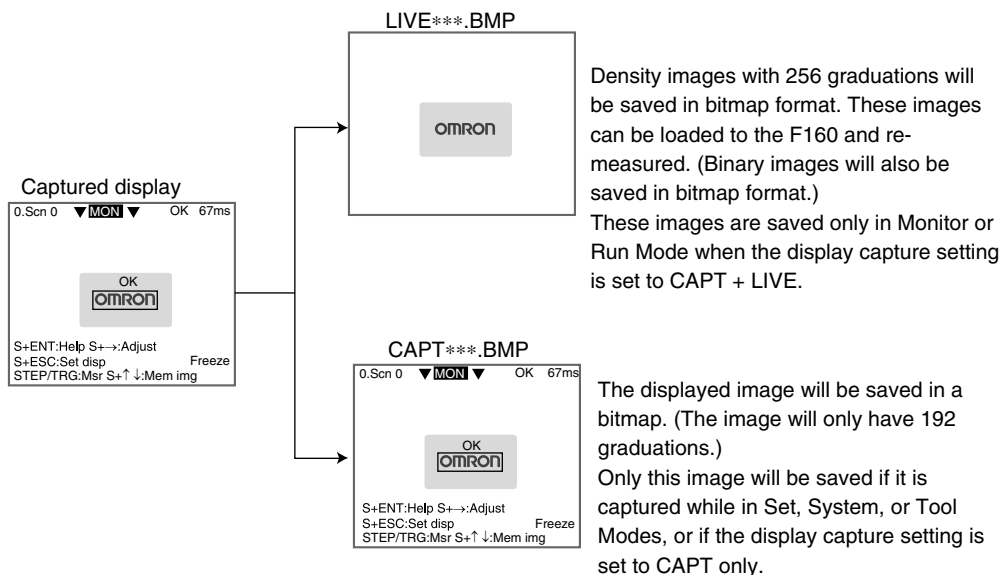 LIVE***.BMP
OMRON
Density images with 256 graduations will
be saved in bitmap format. These images
can be loaded to the F160 and re-
measured. (Binary images will also be
saved in bitmap format.)
These images are saved only in Monitor or
Run Mode when the display capture setting
is set to CAPT + LIVE.
Captured display
0.Scn 0 ▼ MON ▼ OK 67ms
OK
OMRON
S+ENT:Help S+→:Adjust
S+ESC:Set disp Freeze
STEP/TRG:Msr S+↑↓:Mem img
CAPT***.BMP
0.Scn 0 ▼ MON ▼ OK 67ms
OK
OMRON
S+ENT:Help S+→:Adjust
S+ESC:Set disp Freeze
STEP/TRG:Msr S+↑↓:Mem img
The displayed image will be saved in a
bitmap. (The image will only have 192
graduations.)
Only this image will be saved if it is
captured while in Set, System, or Tool
Modes, or if the display capture setting is
set to CAPT only.